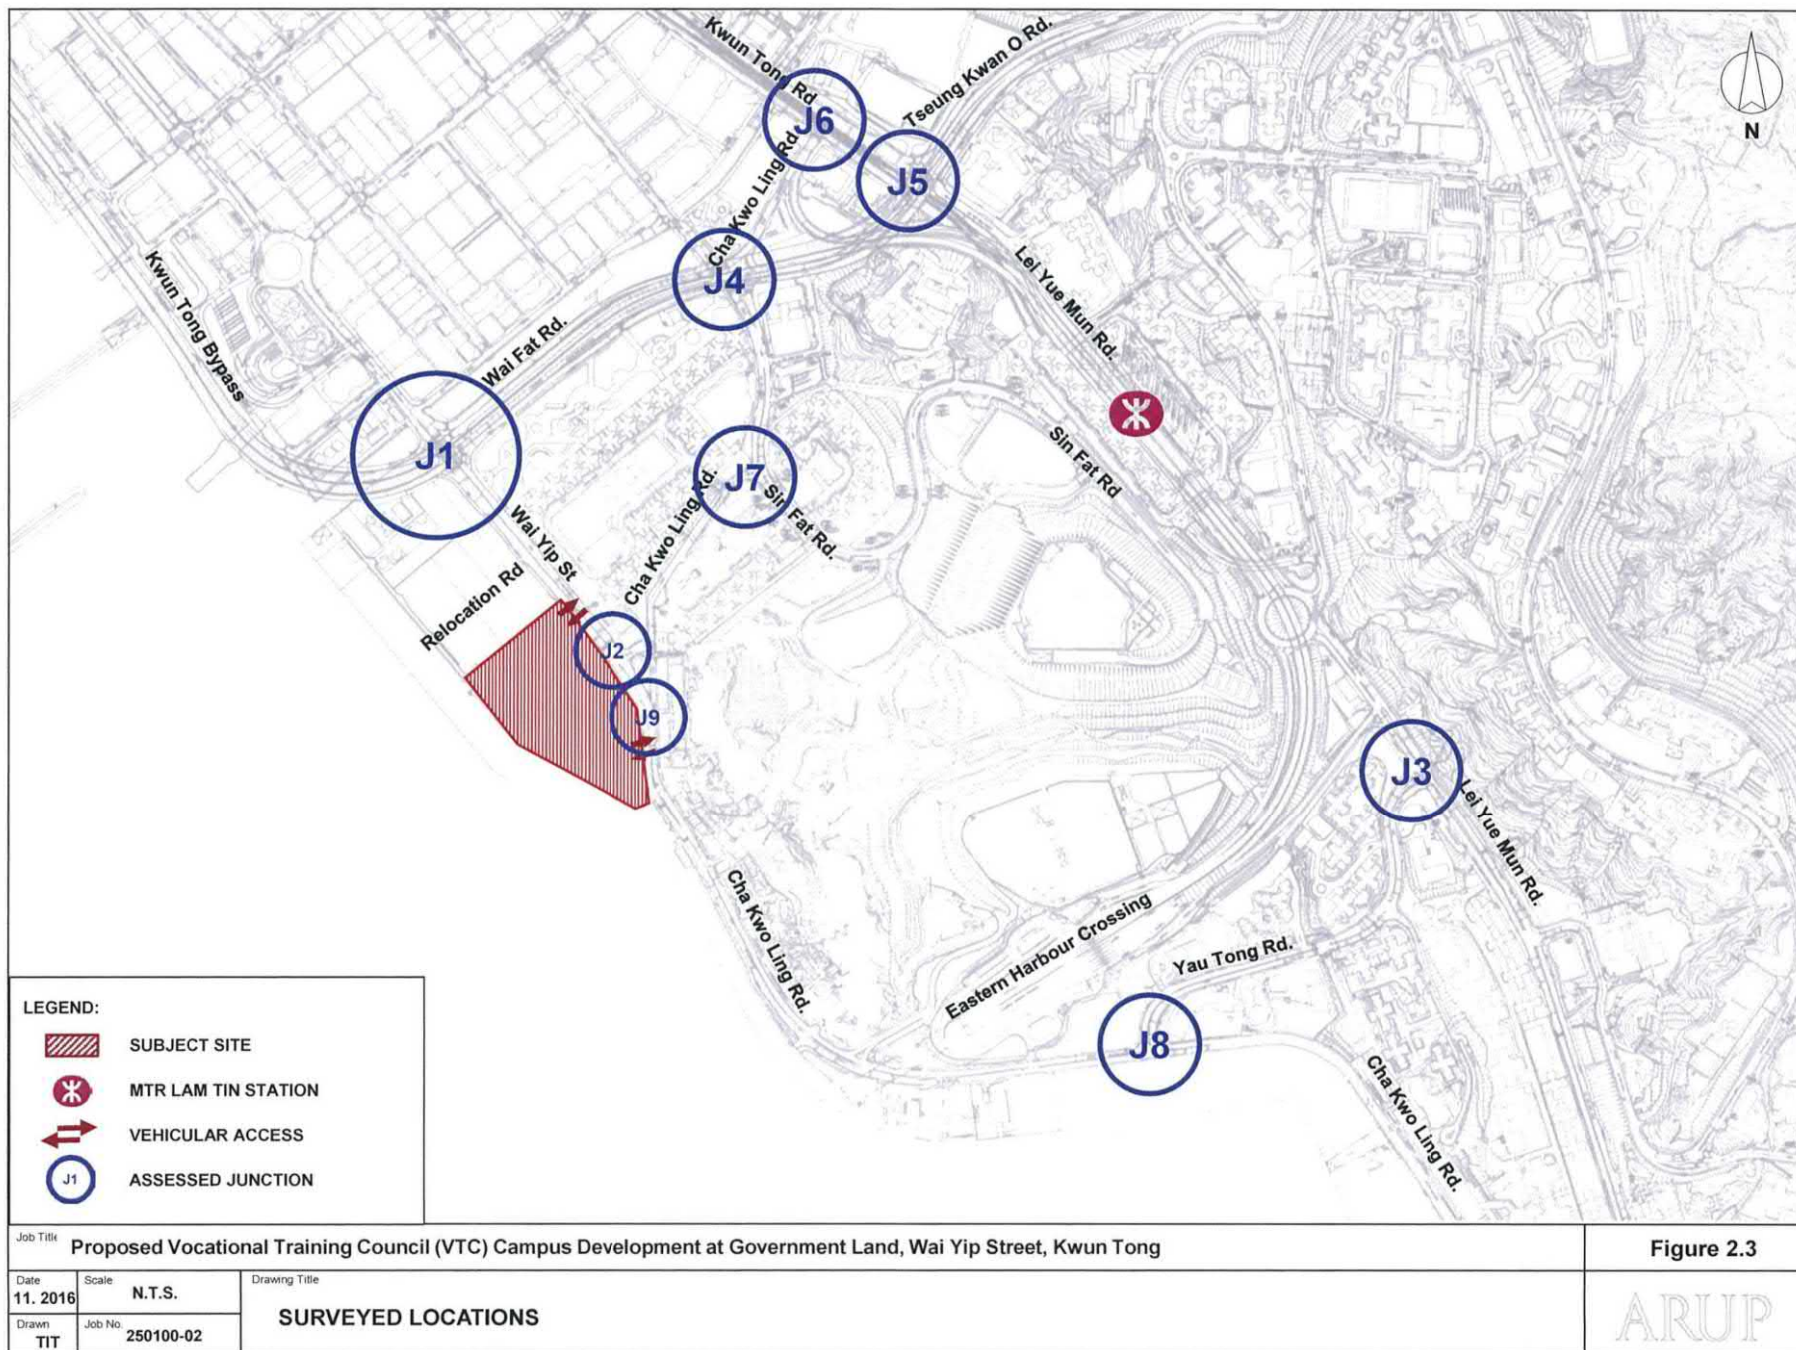 Kwun Tong Rd
Tseung Kwan O Rd.
N
J6
J5
Cha Kwo Ling Rd.
J4
Lei Yue Mun Rd.
Kwun Tong Bypass
Wai Fat Rd.
J1
Sin Fat Rd
J7
Cha Kwo Ling Rd.
Sin Fat Rd.
Wai Yip St
Relocation Rd
J2
J9
J3
Lei Yue Mun Rd.
Cha Kwo Ling Rd.
Eastern Harbour Crossing
Yau Tong Rd.
J8
Cha Kwo Ling Rd.
LEGEND:
SUBJECT SITE
MTR LAM TIN STATION
VEHICULAR ACCESS
J1
ASSESSED JUNCTION
Job Title Proposed Vocational Training Council (VTC) Campus Development at Government Land, Wai Yip Street, Kwun Tong
Figure 2.3
Date
11. 2016
Scale
N.T.S.
Drawing Title
SURVEYED LOCATIONS
Drawn
TIT
Job No.
250100-02
ARUP